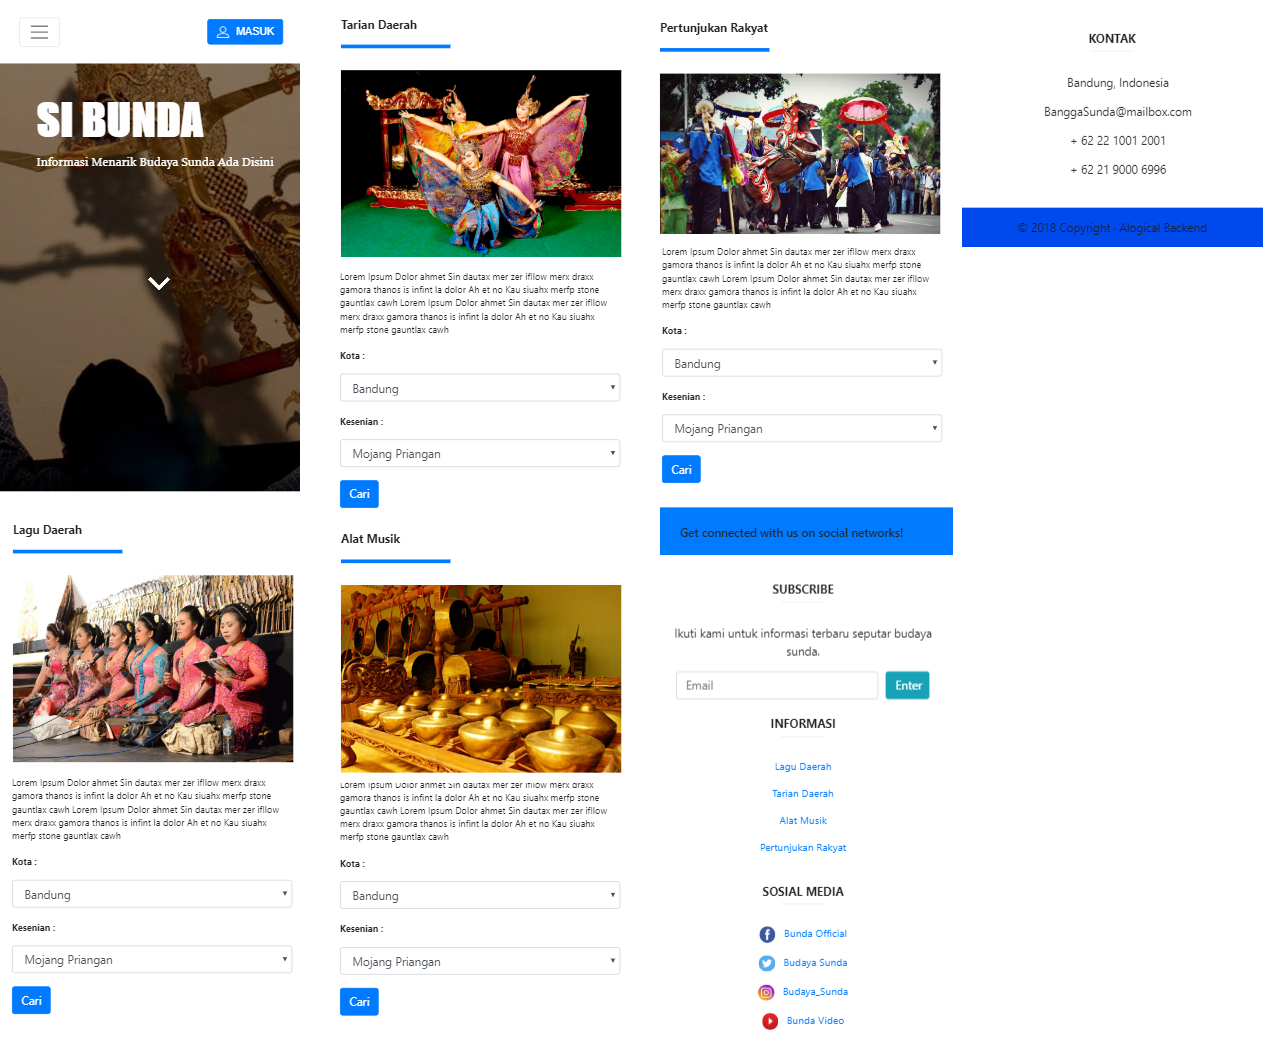 MASUK
SI BUNDA
Informasi Menarik Budaya Sunda Ada Disini
Lagu Daerah
Lorem Ipsum Dolor ahmet Sin dautax mer zer ifllow merx draxx
gamora thanos is infint la dolor Ah et no Kau siuahx merfp stone
gauntlax cawh Lorem Ipsum Dolor ahmet Sin dautax mer zer ifllow
merx draxx gamora thanos is infint la dolor Ah et no Kau siuahx
merfp stone gauntlax cawh
Kota :
Bandung
Kesenian :
Mojang Priangan
Cari
Tarian Daerah
Lorem Ipsum Dolor ahmet Sin dautax mer zer ifllow merx draxx
gamora thanos is infint la dolor Ah et no Kau siuahx merfp stone
gauntlax cawh Lorem Ipsum Dolor ahmet Sin dautax mer zer ifllow
merx draxx gamora thanos is infint la dolor Ah et no Kau siuahx
merfp stone gauntlax cawh
Kota :
Bandung
Kesenian :
Mojang Priangan
Cari
Alat Musik
Lorem Ipsum Dolor ahmet Sin dautax mer zer ifllow merx draxx
gamora thanos is infint la dolor Ah et no Kau siuahx merfp stone
gauntlax cawh Lorem Ipsum Dolor ahmet Sin dautax mer zer ifllow
merx draxx gamora thanos is infint la dolor Ah et no Kau siuahx
merfp stone gauntlax cawh
Kota :
Bandung
Kesenian :
Mojang Priangan
Cari
Pertunjukan Rakyat
Lorem Ipsum Dolor ahmet Sin dautax mer zer ifllow merx draxx
gamora thanos is infint la dolor Ah et no Kau siuahx merfp stone
gauntlax cawh Lorem Ipsum Dolor ahmet Sin dautax mer zer ifllow
merx draxx gamora thanos is infint la dolor Ah et no Kau siuahx
merfp stone gauntlax cawh
Kota :
Bandung
Kesenian :
Mojang Priangan
Cari
Get connected with us on social networks!
SUBSCRIBE
Ikuti kami untuk informasi terbaru seputar budaya
sunda.
Email Enter
INFORMASI
Lagu Daerah
Tarian Daerah
Alat Musik
Pertunjukan Rakyat
SOSIAL MEDIA
Bunda Official
Budaya Sunda
Budaya_Sunda
Bunda Video
KONTAK
Bandung, Indonesia
BanggaSunda@mailbox.com
+ 62 22 1001 2001
+ 62 21 9000 6996
© 2018 Copyright - Alogical Backend